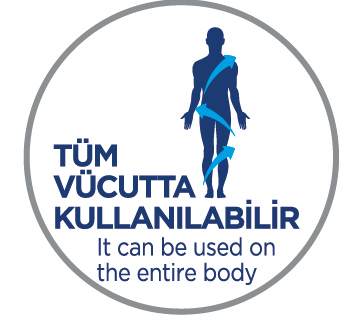 TÜM
VÜCUTTA
KULLANILABİLİR
It can be used on
the entire body